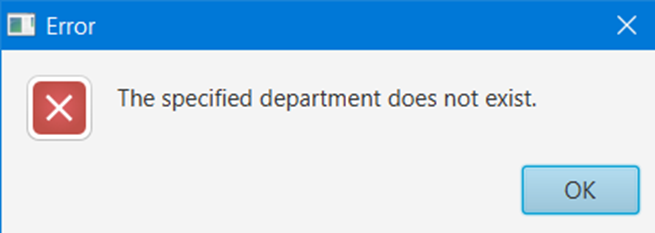 Error
The specified department does not exist.
OK